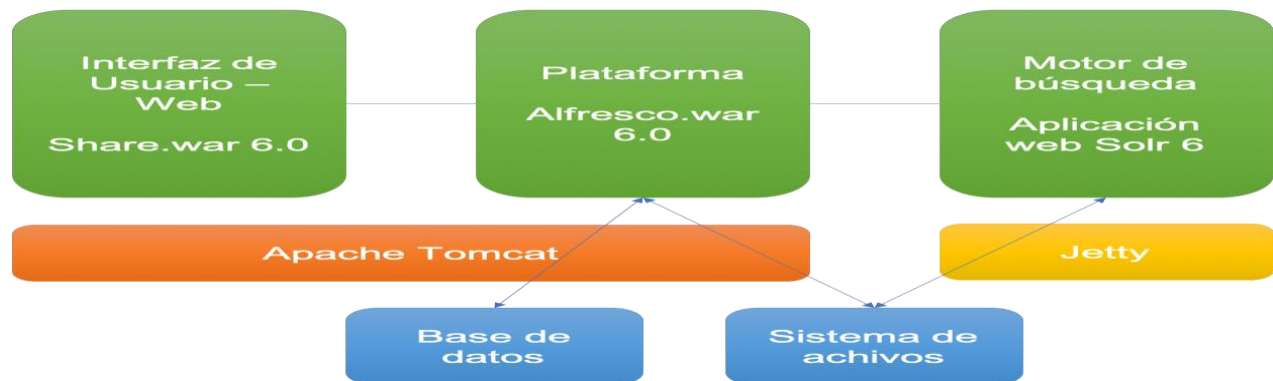 Interfaz de
Usuario –
Web
Share.war 6.0
Plataforma
Alfresco.war
6.0
Motor de
búsqueda
Aplicación
web Solr 6
Apache Tomcat
Jetty
Base de
datos
Sistema de
achivos